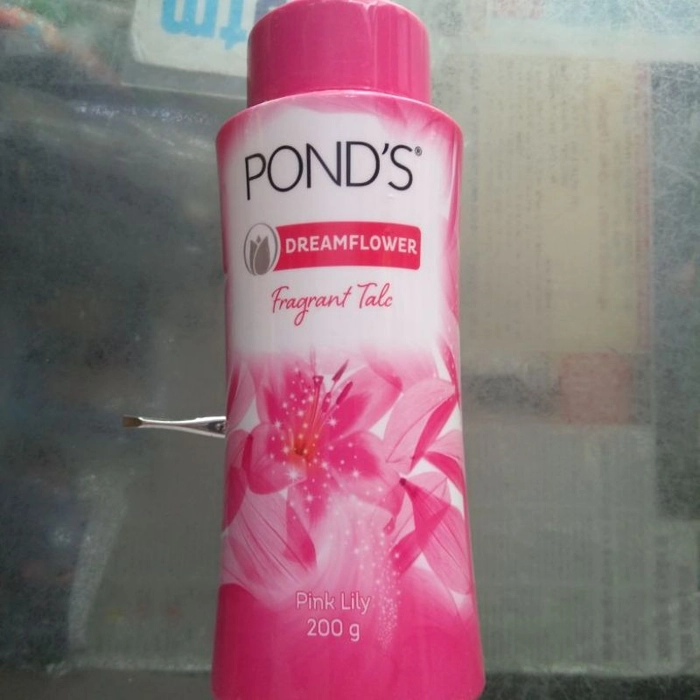 POND'S®
DREAMFLOWER
Fragrant Talc
Pink Lily
200 g